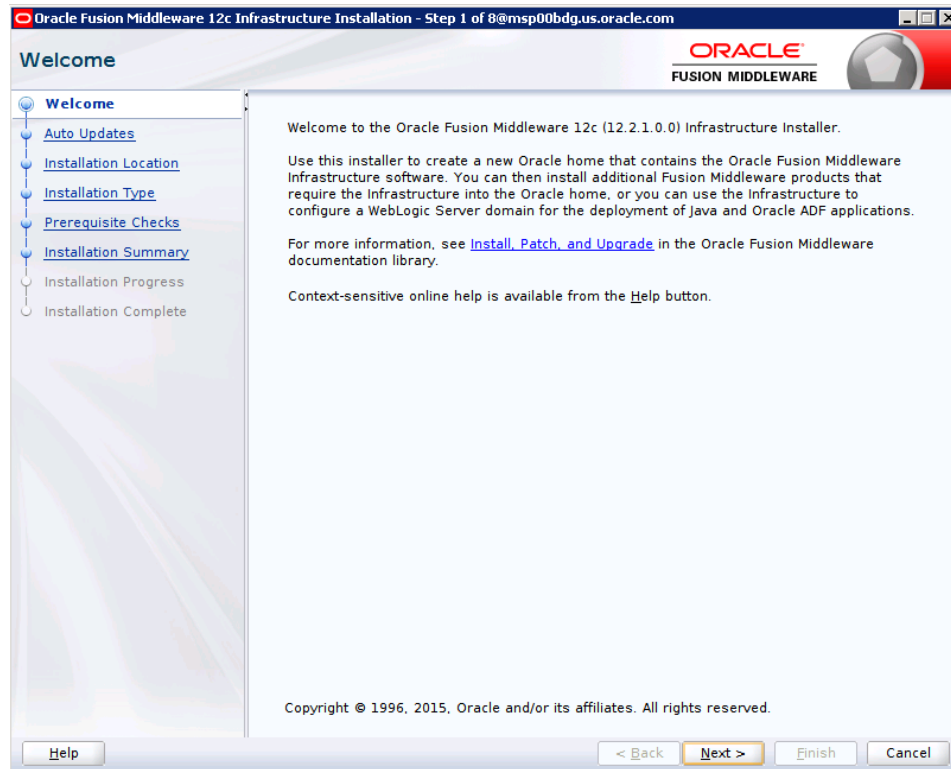 Oracle Fusion Middleware 12c Infrastructure Installation - Step 1 of 8@msp00bdg.us.oracle.com
Welcome
ORACLE
FUSION MIDDLEWARE
Welcome
Auto Updates
Installation Location
Installation Type
Prerequisite Checks
Installation Summary
Installation Progress
Installation Complete
Welcome to the Oracle Fusion Middleware 12c (12.2.1.0.0) Infrastructure Installer.
Use this installer to create a new Oracle home that contains the Oracle Fusion Middleware
Infrastructure software. You can then install additional Fusion Middleware products that
require the Infrastructure into the Oracle home, or you can use the Infrastructure to
configure a WebLogic Server domain for the deployment of Java and Oracle ADF applications.
For more information, see Install, Patch, and Upgrade in the Oracle Fusion Middleware
documentation library.
Context-sensitive online help is available from the Help button.
Copyright © 1996, 2015, Oracle and/or its affiliates. All rights reserved.
Help
< Back
Next >
Finish
Cancel